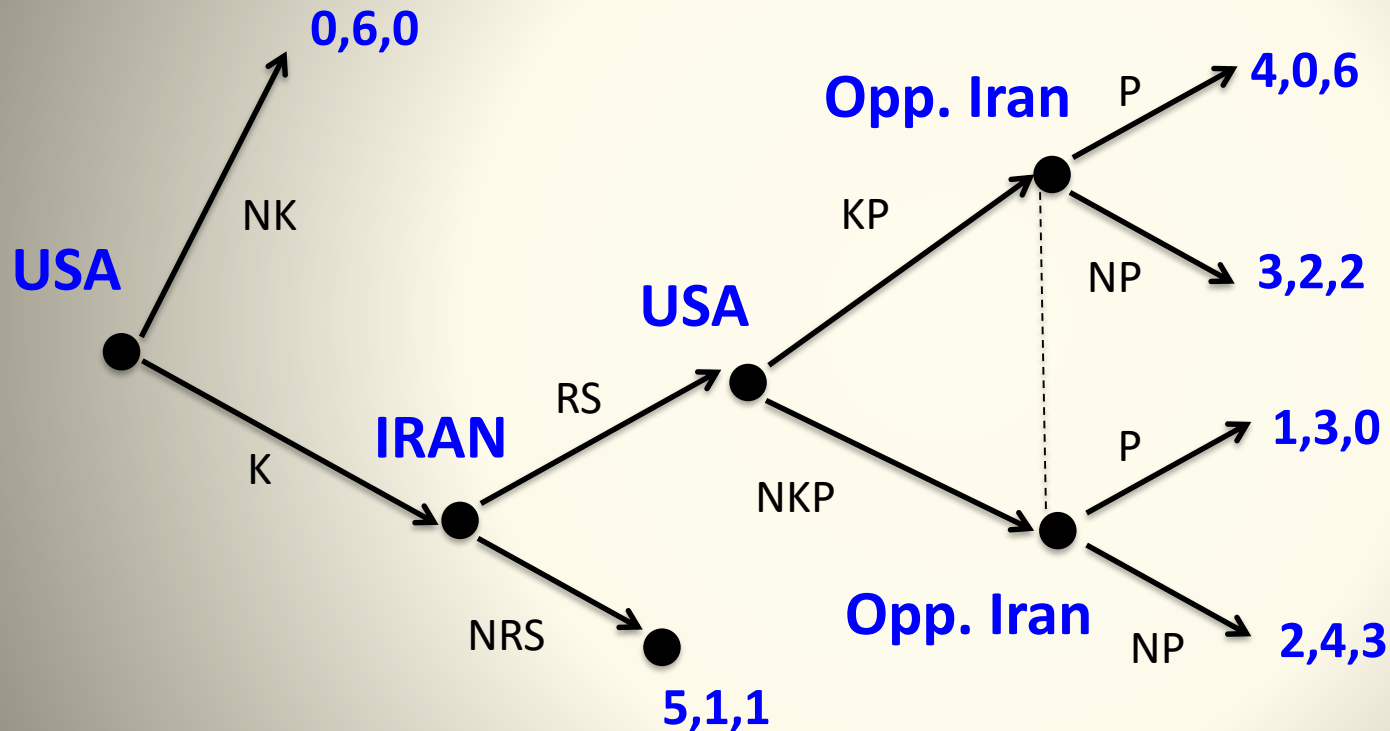 0,6,0
NK
USA
K
IRAN
RS
NRS
5,1,1
USA
KP
NKP
Opp. Iran
P
4,0,6
NP
3,2,2
P
1,3,0
Opp. Iran
NP
2,4,3